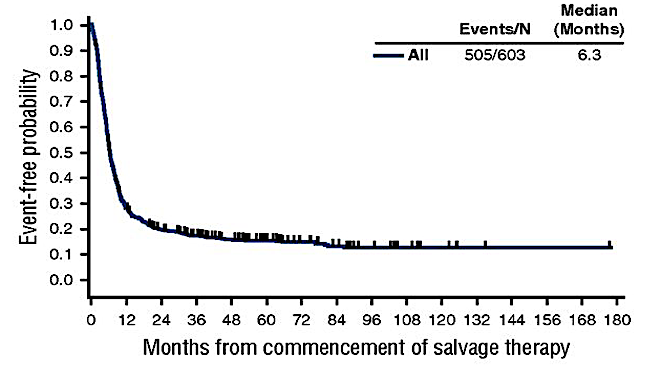 Median
Events/N (Months)
All 505/603 6.3
Event-free probability
1.0
0.9
0.8
0.7
0.6
0.5
0.4
0.3
0.2
0.1
0.0
0 12 24 36 48 60 72 84 96 108 120 132 144 156 168 180
Months from commencement of salvage therapy